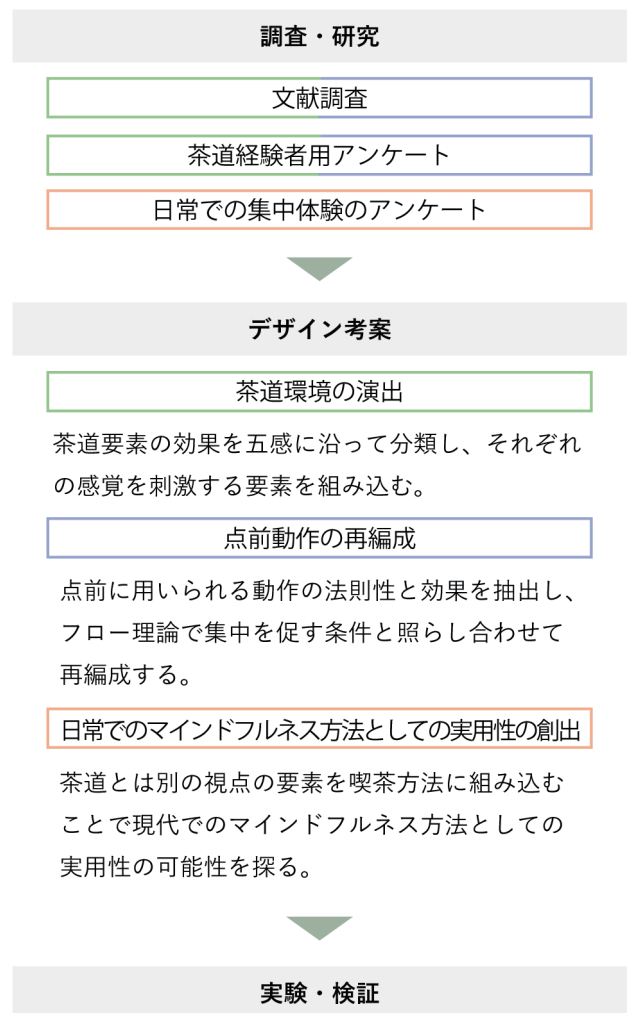 調査・研究
文献調査
茶道経験者用アンケート
日常での集中体験のアンケート
デザイン考案
茶道環境の演出
茶道要素の効果を五感に沿って分類し、それぞれ
の感覚を刺激する要素を組み込む。
点前動作の再編成
点前に用いられる動作の法則性と効果を抽出し、
フロー理論で集中を促す条件と照らし合わせて
再編成する。
日常でのマインドフルネス方法としての実用性の創出
茶道とは別の視点の要素を喫茶方法に組み込む
ことで現代でのマインドフルネス方法としての
実用性の可能性を探る。
実験・検証